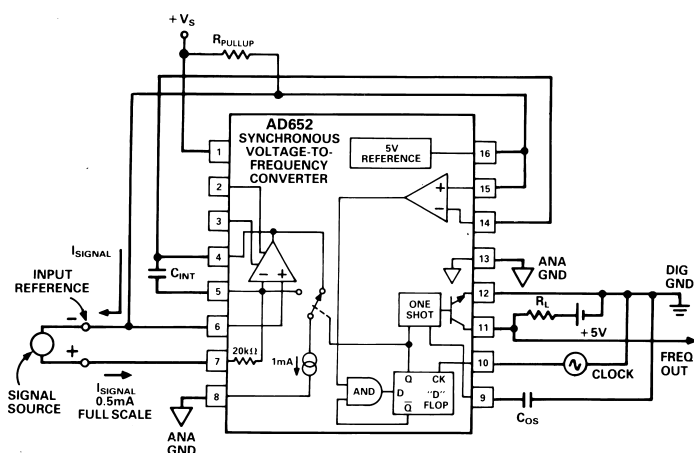 + VS
RPULLUP
AD652
SYNCHRONOUS
VOLTAGE-TO-
FREQUENCY
CONVERTER
5V
REFERENCE
1
2
3
4
5
6
7
8
16
15
14
13
12
11
10
9
+
−
− +
ISIGNAL
INPUT
REFERENCE
CINT
−
+
SIGNAL
SOURCE
ISIGNAL
0.5mA
FULL SCALE
20kΩ
1mA
ANA
GND
ONE
SHOT
AND
Q CK
D "D"
Q̅ FLOP
ANA
GND
DIG
GND
RL
+5V
FREQ
OUT
CLOCK
COS